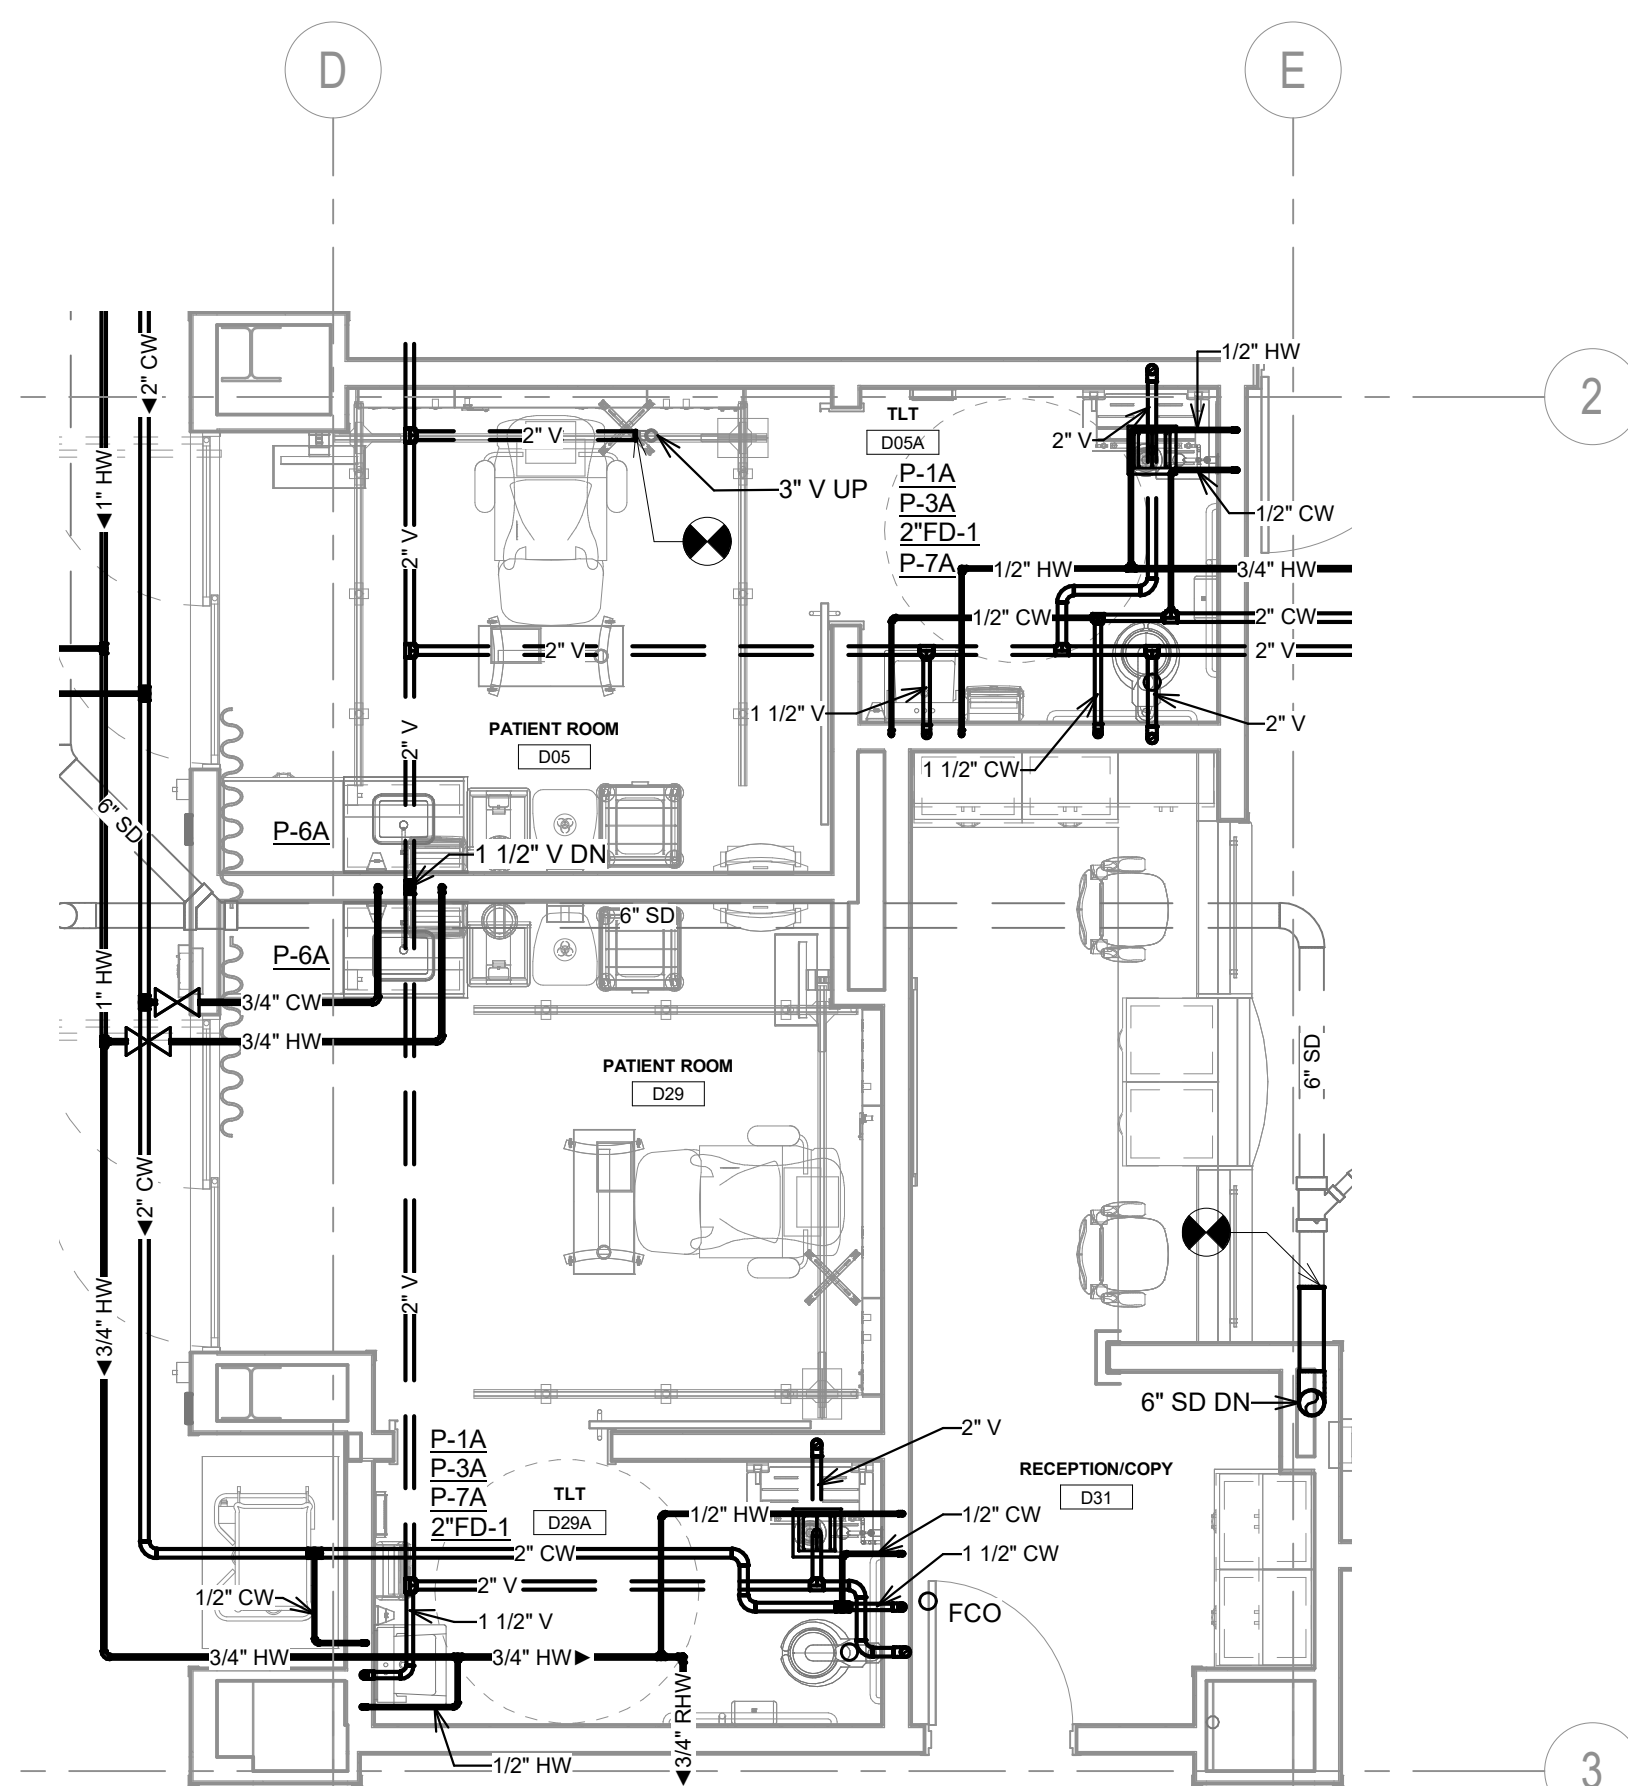 D
E
2
2" CW
1/2" HW
TLT
D05A
2" V
2" V
1" HW
P-1A
P-3A
2"FD-1
P-7A
3" V UP
1/2" CW
2" V
1/2" HW
3/4" HW
1/2" CW
2" CW
2" V
2" V
1 1/2" V
2" V
PATIENT ROOM
D05
2" V
1 1/2" CW
6" SD
P-6A
1 1/2" V DN
6" SD
P-6A
1" HW
3/4" CW
3/4" HW
6" SD
PATIENT ROOM
D29
2" CW
2" V
3/4" HW
6" SD DN
P-1A
P-3A
P-7A
2"FD-1
2" V
RECEPTION/COPY
D31
TLT
D29A
1/2" HW
1/2" CW
2" CW
1 1/2" CW
2" V
1/2" CW
1 1/2" V
FCO
3/4" HW
3/4" HW
3/4" RHW
1/2" HW
3